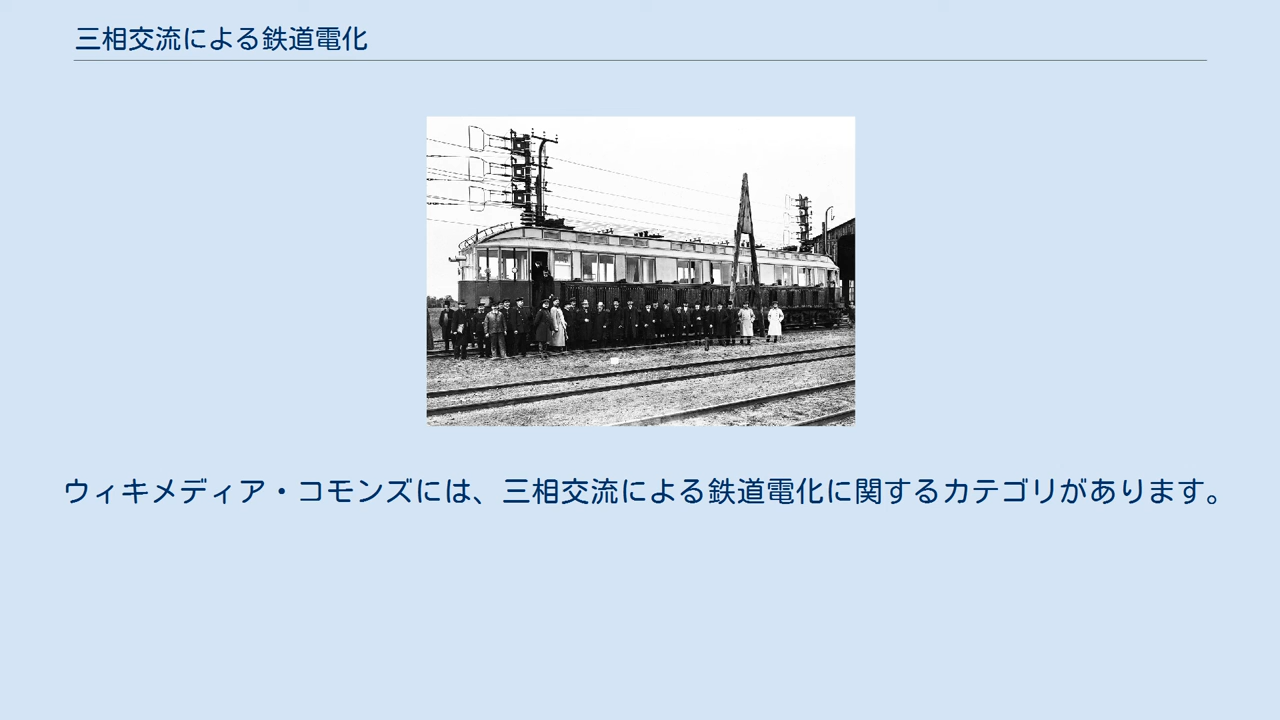 三相交流による鉄道電化
ウィキメディア・コモンズには、三相交流による鉄道電化に関するカテゴリがあります。